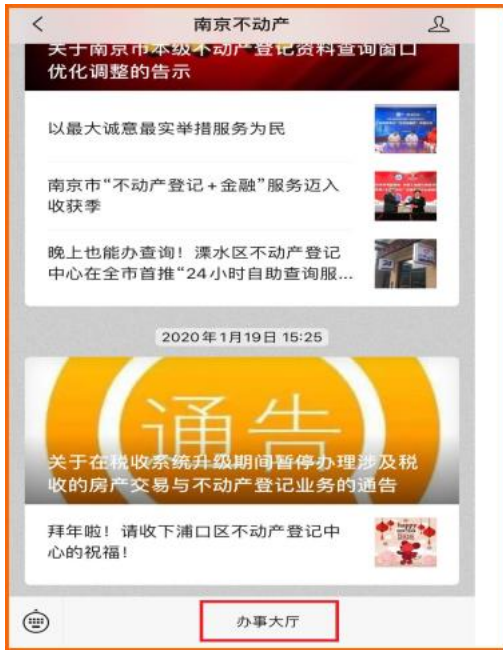 南京不动产
关于南京市本级不动产登记资料查询窗口
优化调整的告示
以最大诚意最实举措服务为民
南京市“不动产登记+金融”服务迈入
收获季
晚上也能办查询！溧水区不动产登记
中心在全市首推“24小时自助查询服...
2020年1月19日 15:25
通告
关于在税收系统升级期间暂停办理涉及税
收的房产交易与不动产登记业务的通告
拜年啦！请收下浦口区不动产登记中
心的祝福！
办事大厅